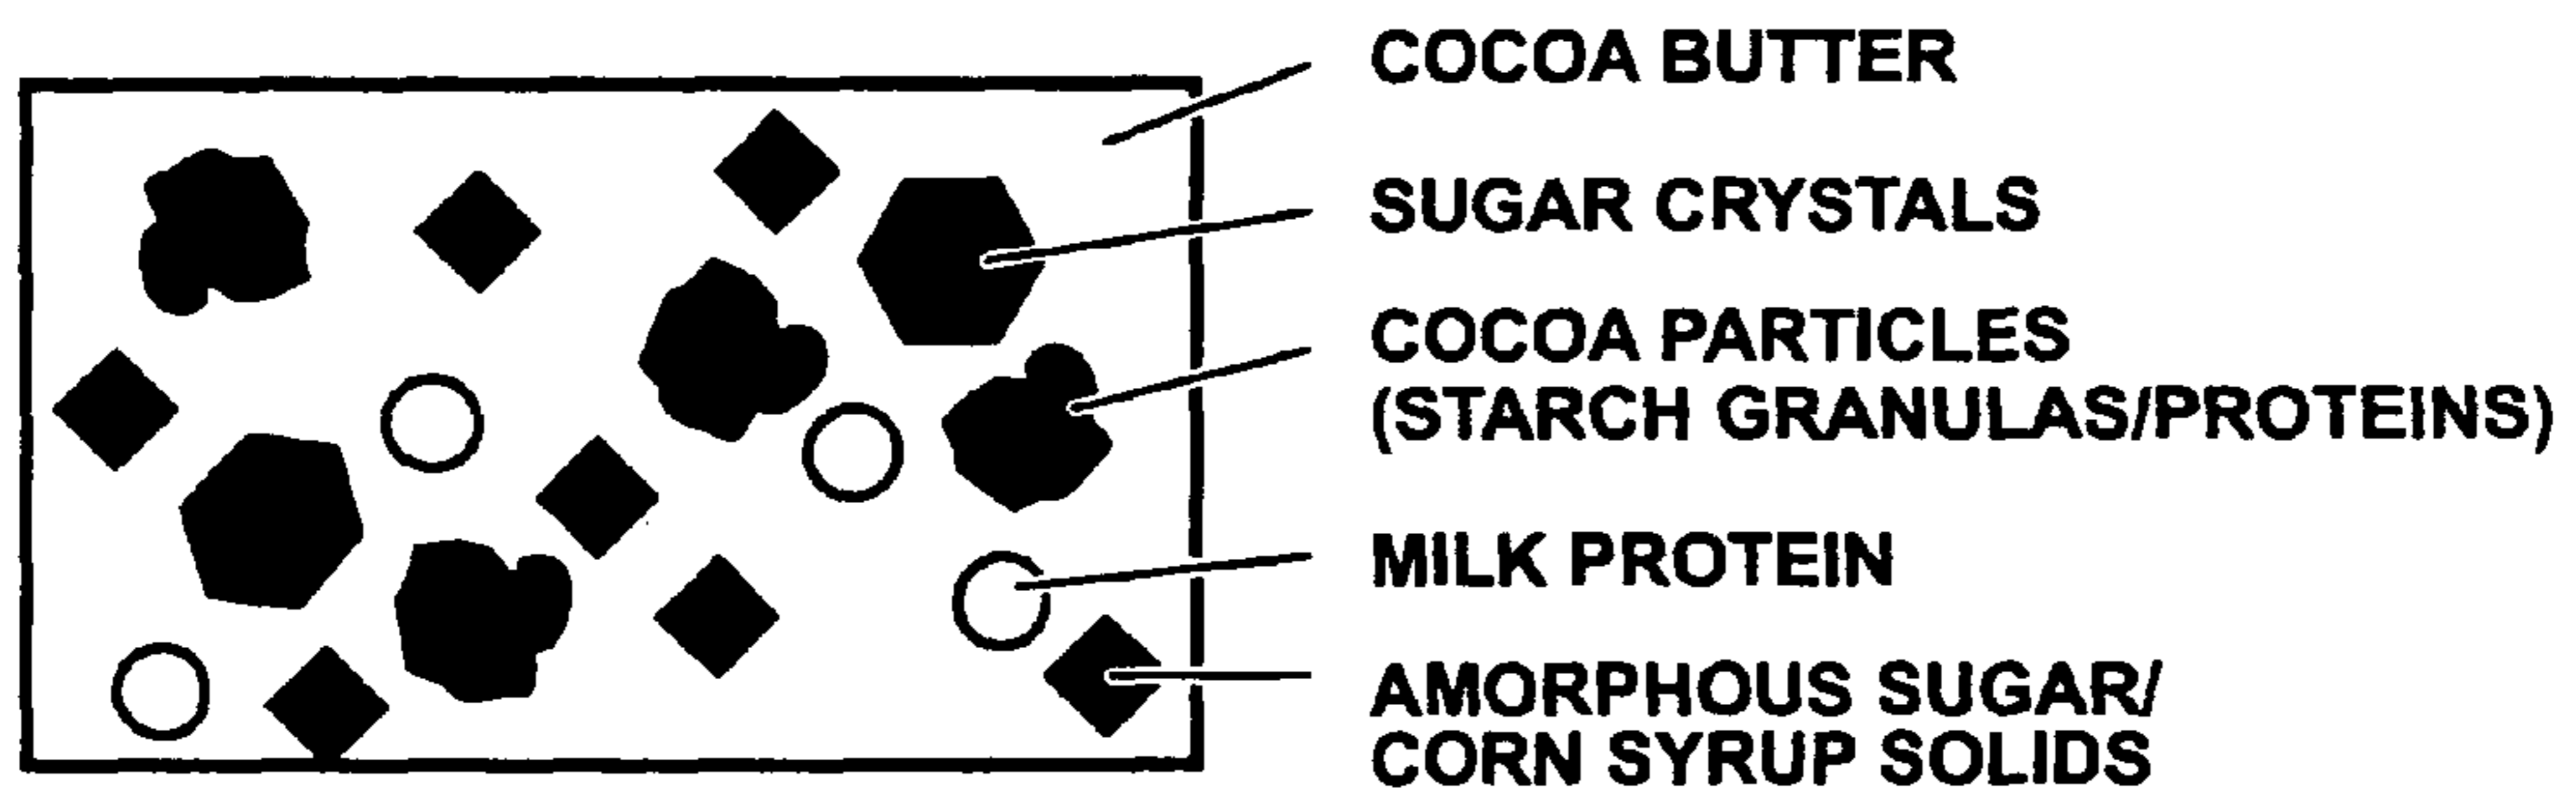 COCOA BUTTER
SUGAR CRYSTALS
COCOA PARTICLES
(STARCH GRANULAS/PROTEINS)
MILK PROTEIN
AMORPHOUS SUGAR/
CORN SYRUP SOLIDS